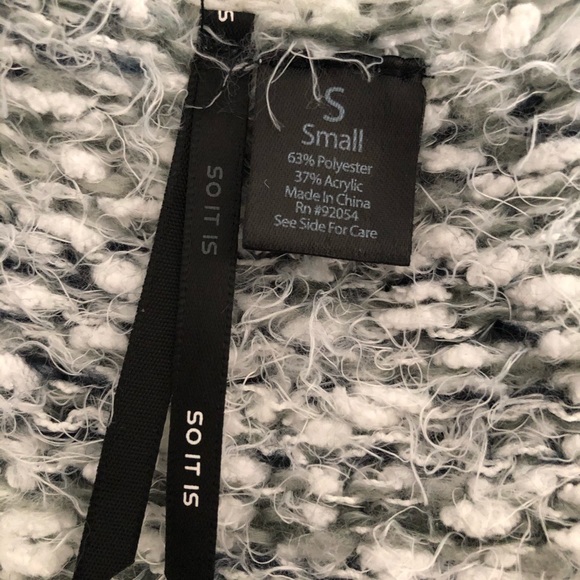 S
SO IT IS
SO IT IS
S
Small
63% Polyester
37% Acrylic
Made In China
Rn #92054
See Side For Care